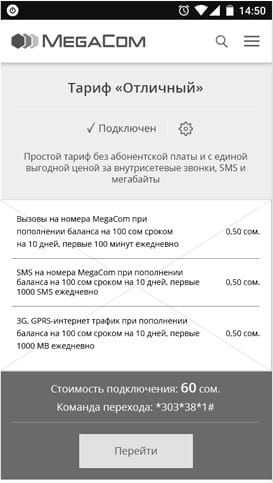 14:50
MEGACOM
Тариф «Отличный»
✓ Подключен
Простой тариф без абонентской платы и с единой
выгодной ценой за внутрисетевые звонки, SMS и
мегабайты
Вызовы на номера MegaCom при
пополнении баланса на 100 сом сроком
на 10 дней, первые 100 минут ежедневно
0,50 сом.
SMS на номера MegaCom при пополнении
баланса на 100 сом сроком на 10 дней, первые
1000 SMS ежедневно
0,50 сом.
3G, GPRS-интернет трафик при пополнении
баланса на 100 сом сроком на 10 дней, первые
1000 МВ ежедневно
0,50 сом.
Стоимость подключения: 60 сом.
Команда перехода: *303*38*1#
Перейти